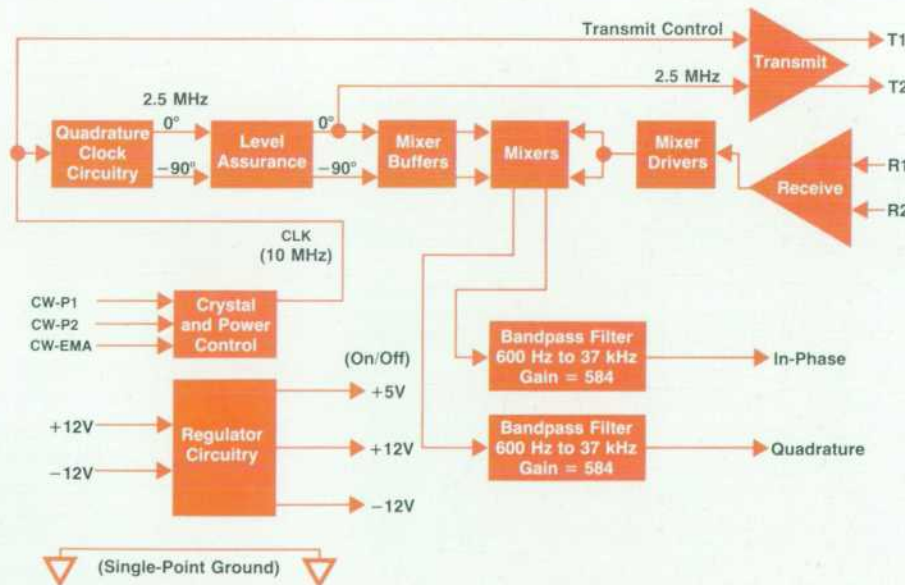 Transmit Control
T1
Transmit
T2
2.5 MHz
2.5 MHz
0°
0°
Quadrature
Clock
Circuitry
Level
Assurance
Mixer
Buffers
Mixers
Mixer
Drivers
−90°
−90°
R1
Receive
R2
CLK
(10 MHz)
CW-P1
CW-P2
CW-EMA
Crystal
and Power
Control
Bandpass Filter
600 Hz to 37 kHz
Gain = 584
In-Phase
(On/Off)
+5V
+12V
−12V
Regulator
Circuitry
+12V
−12V
Bandpass Filter
600 Hz to 37 kHz
Gain = 584
Quadrature
(Single-Point Ground)